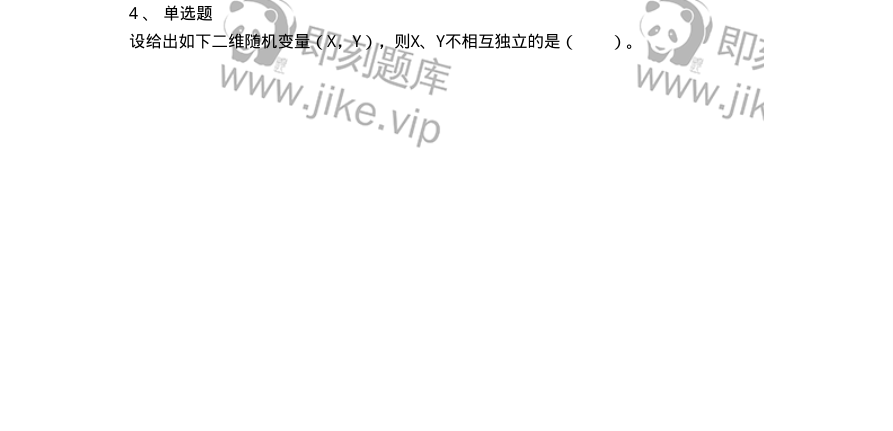 4 、 单选题
设给出如下二维随机变量（X，Y），则X、Y不相互独立的是（　　）。
即刻题库
www.jike.vip
即刻
www.jik